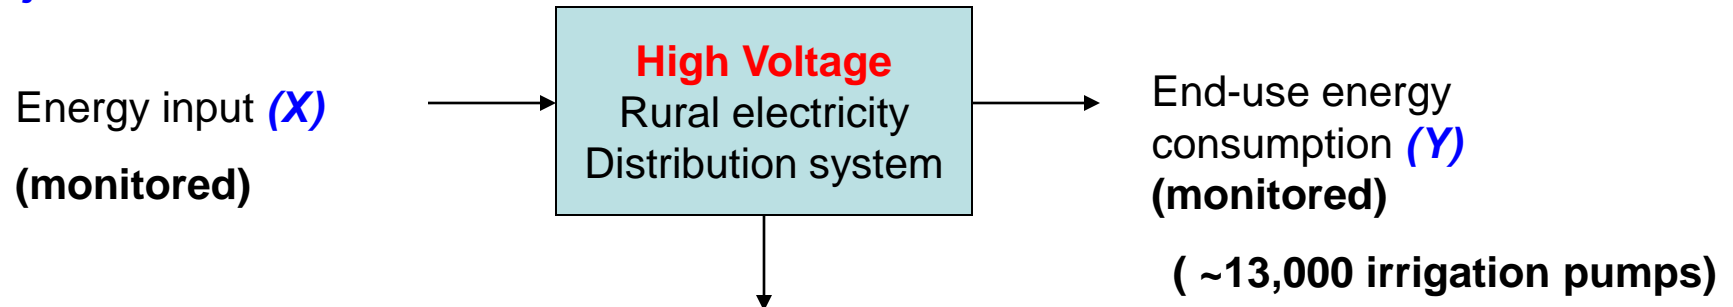 High Voltage
Rural electricity
Distribution system
Energy input (X)
(monitored)
End-use energy
consumption (Y)
(monitored)
( ~13,000 irrigation pumps)